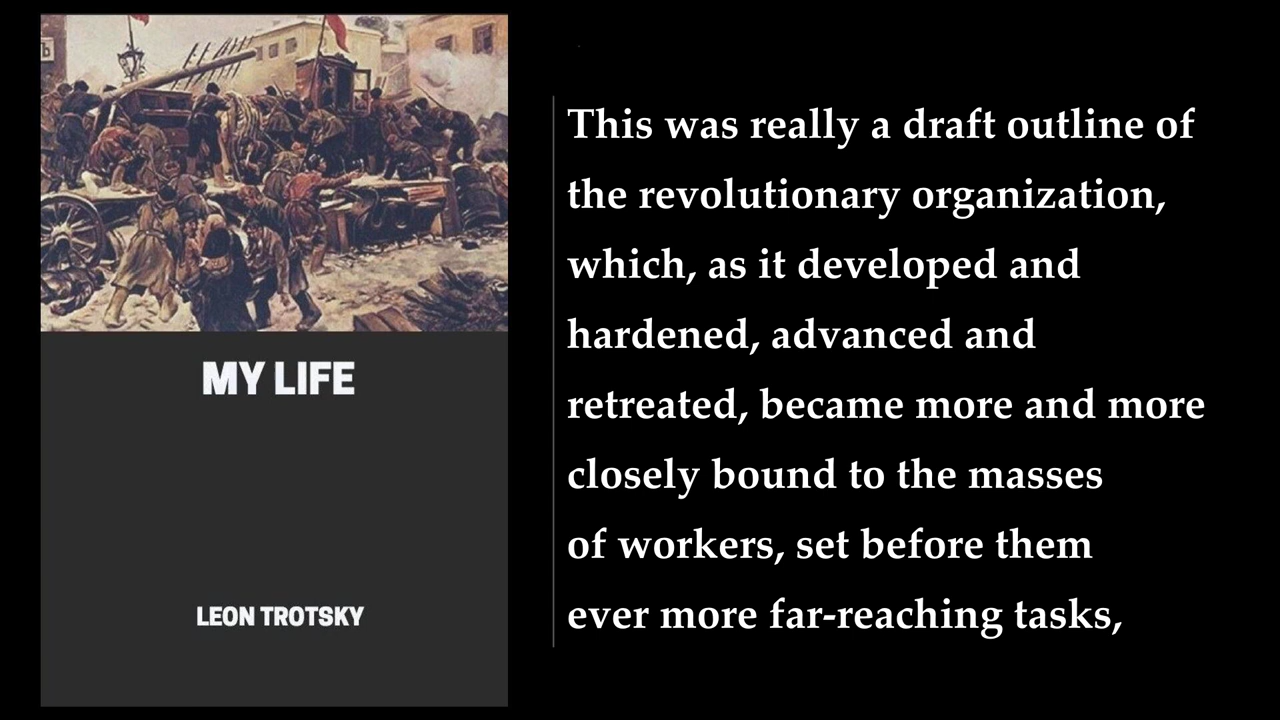 MY LIFE
LEON TROTSKY
This was really a draft outline of
the revolutionary organization,
which, as it developed and
hardened, advanced and
retreated, became more and more
closely bound to the masses
of workers, set before them
ever more far-reaching tasks,